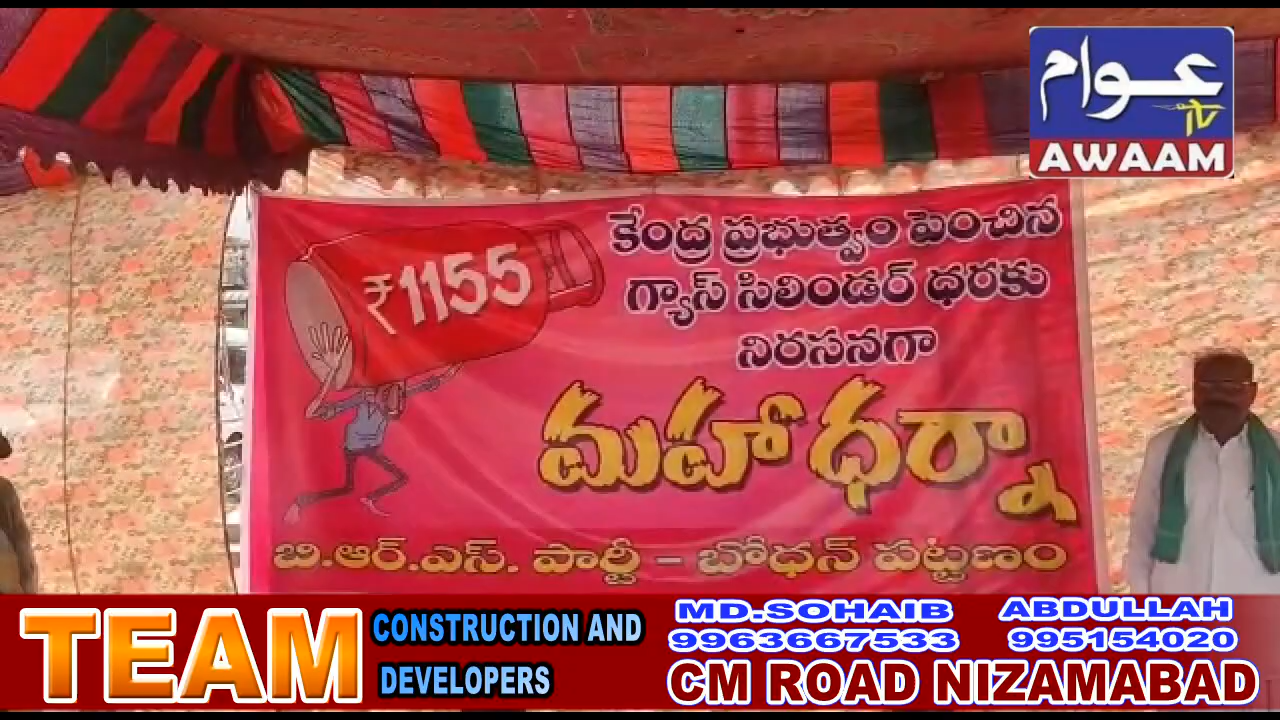 عوام
TV
AWAAM
₹1155
కేంద్ర ప్రభుత్వం పెంచిన
గ్యాస్ సిలిండర్ ధరకు
నిరసనగా
మహా ధర్నా
బి.ఆర్.ఎస్. పార్టీ - బోధన్ పట్టణం
TEAM
CONSTRUCTION AND
DEVELOPERS
MD.SOHAIB
9963667533
ABDULLAH
995154020
CM ROAD NIZAMABAD